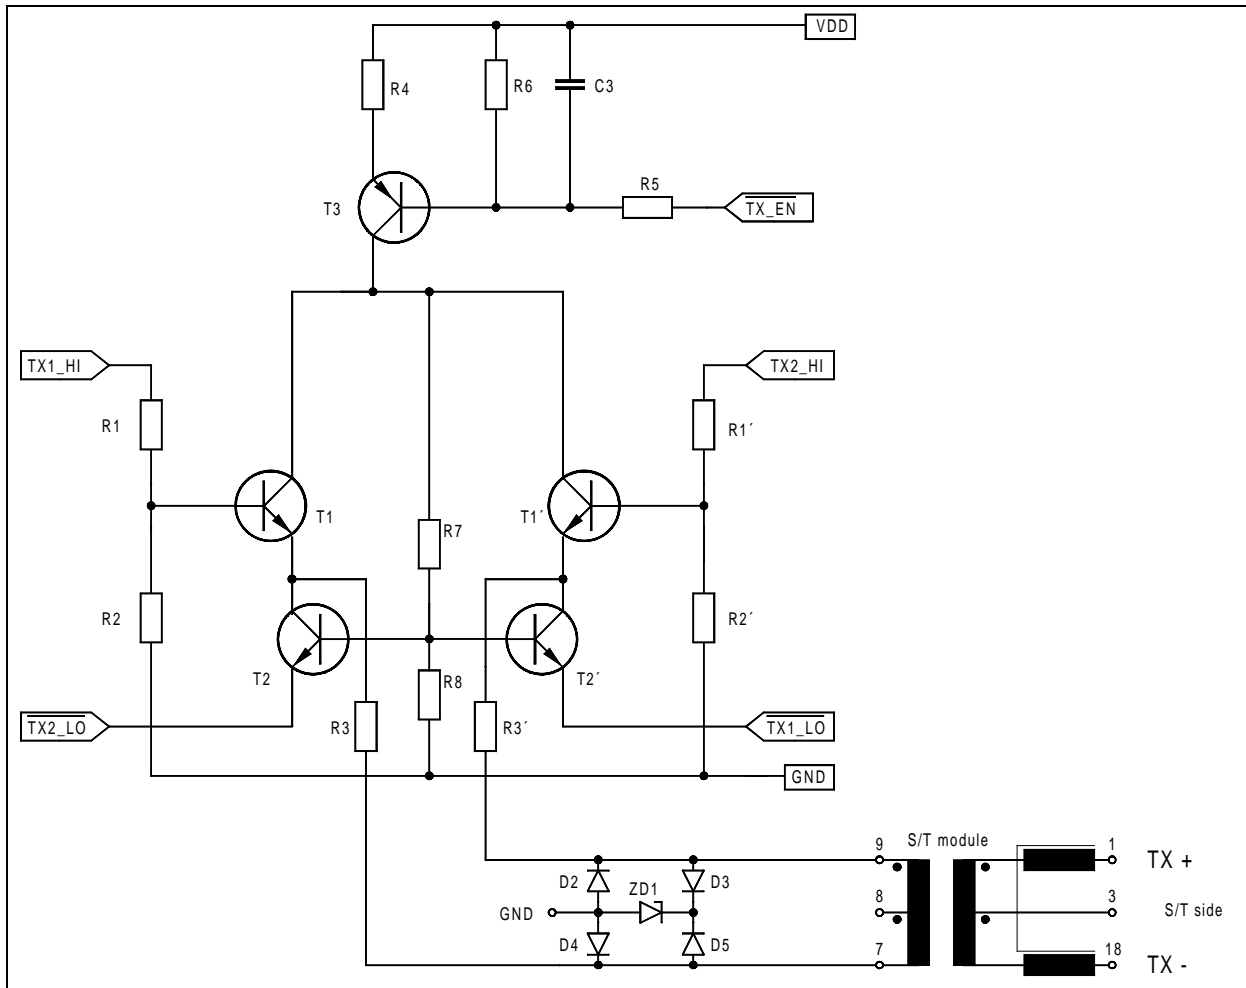 VDD
R4
R6
C3
R5
T3
TX_EN
TX1_HI
TX2_HI
R1
R1´
T1
T1´
R7
R2
R2´
T2
R8
T2´
TX2_LO
R3
R3´
TX1_LO
GND
9
S/T module
1
TX +
D2
ZD1
D3
GND
8
3
S/T side
D4
D5
7
18
TX -